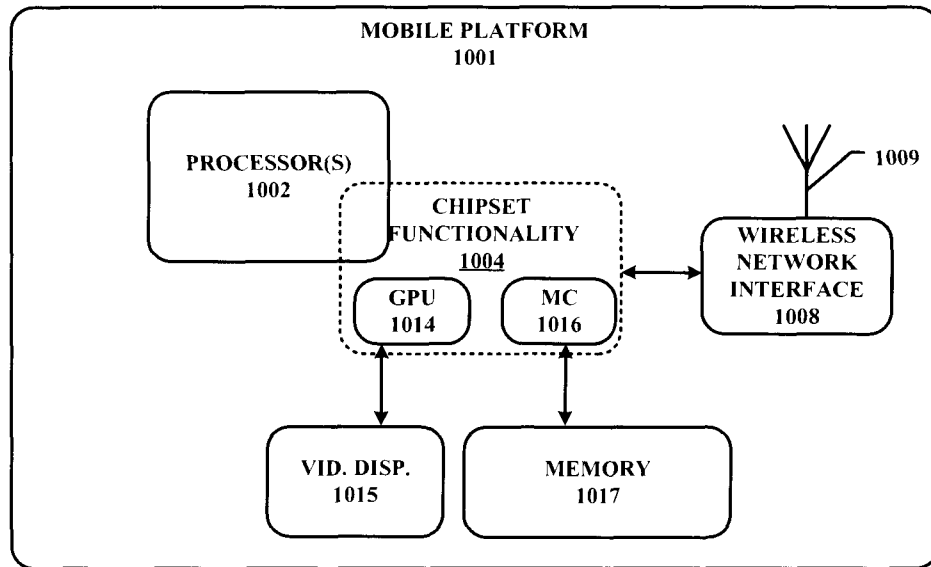 MOBILE PLATFORM
1001
PROCESSOR(S)
1002
CHIPSET
FUNCTIONALITY
1004
GPU
1014
MC
1016
1009
WIRELESS
NETWORK
INTERFACE
1008
VID. DISP.
1015
MEMORY
1017